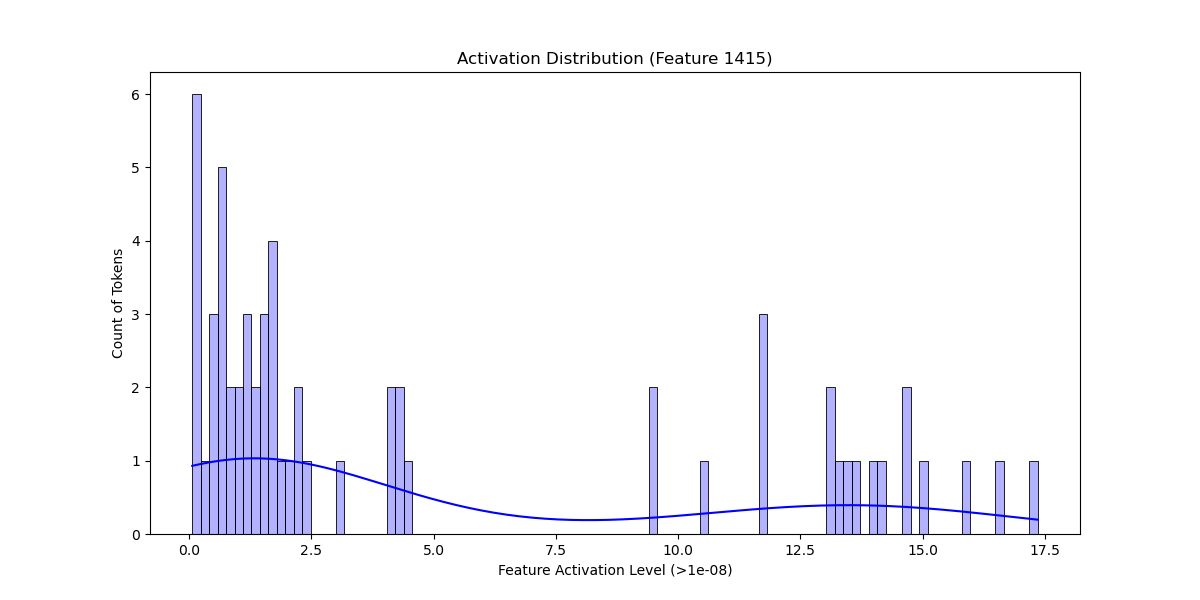 Activation Distribution (Feature 1415)
Count of Tokens
6
5
4
3
2
1
0
0.0 2.5 5.0 7.5 10.0 12.5 15.0 17.5
Feature Activation Level (>1e-08)